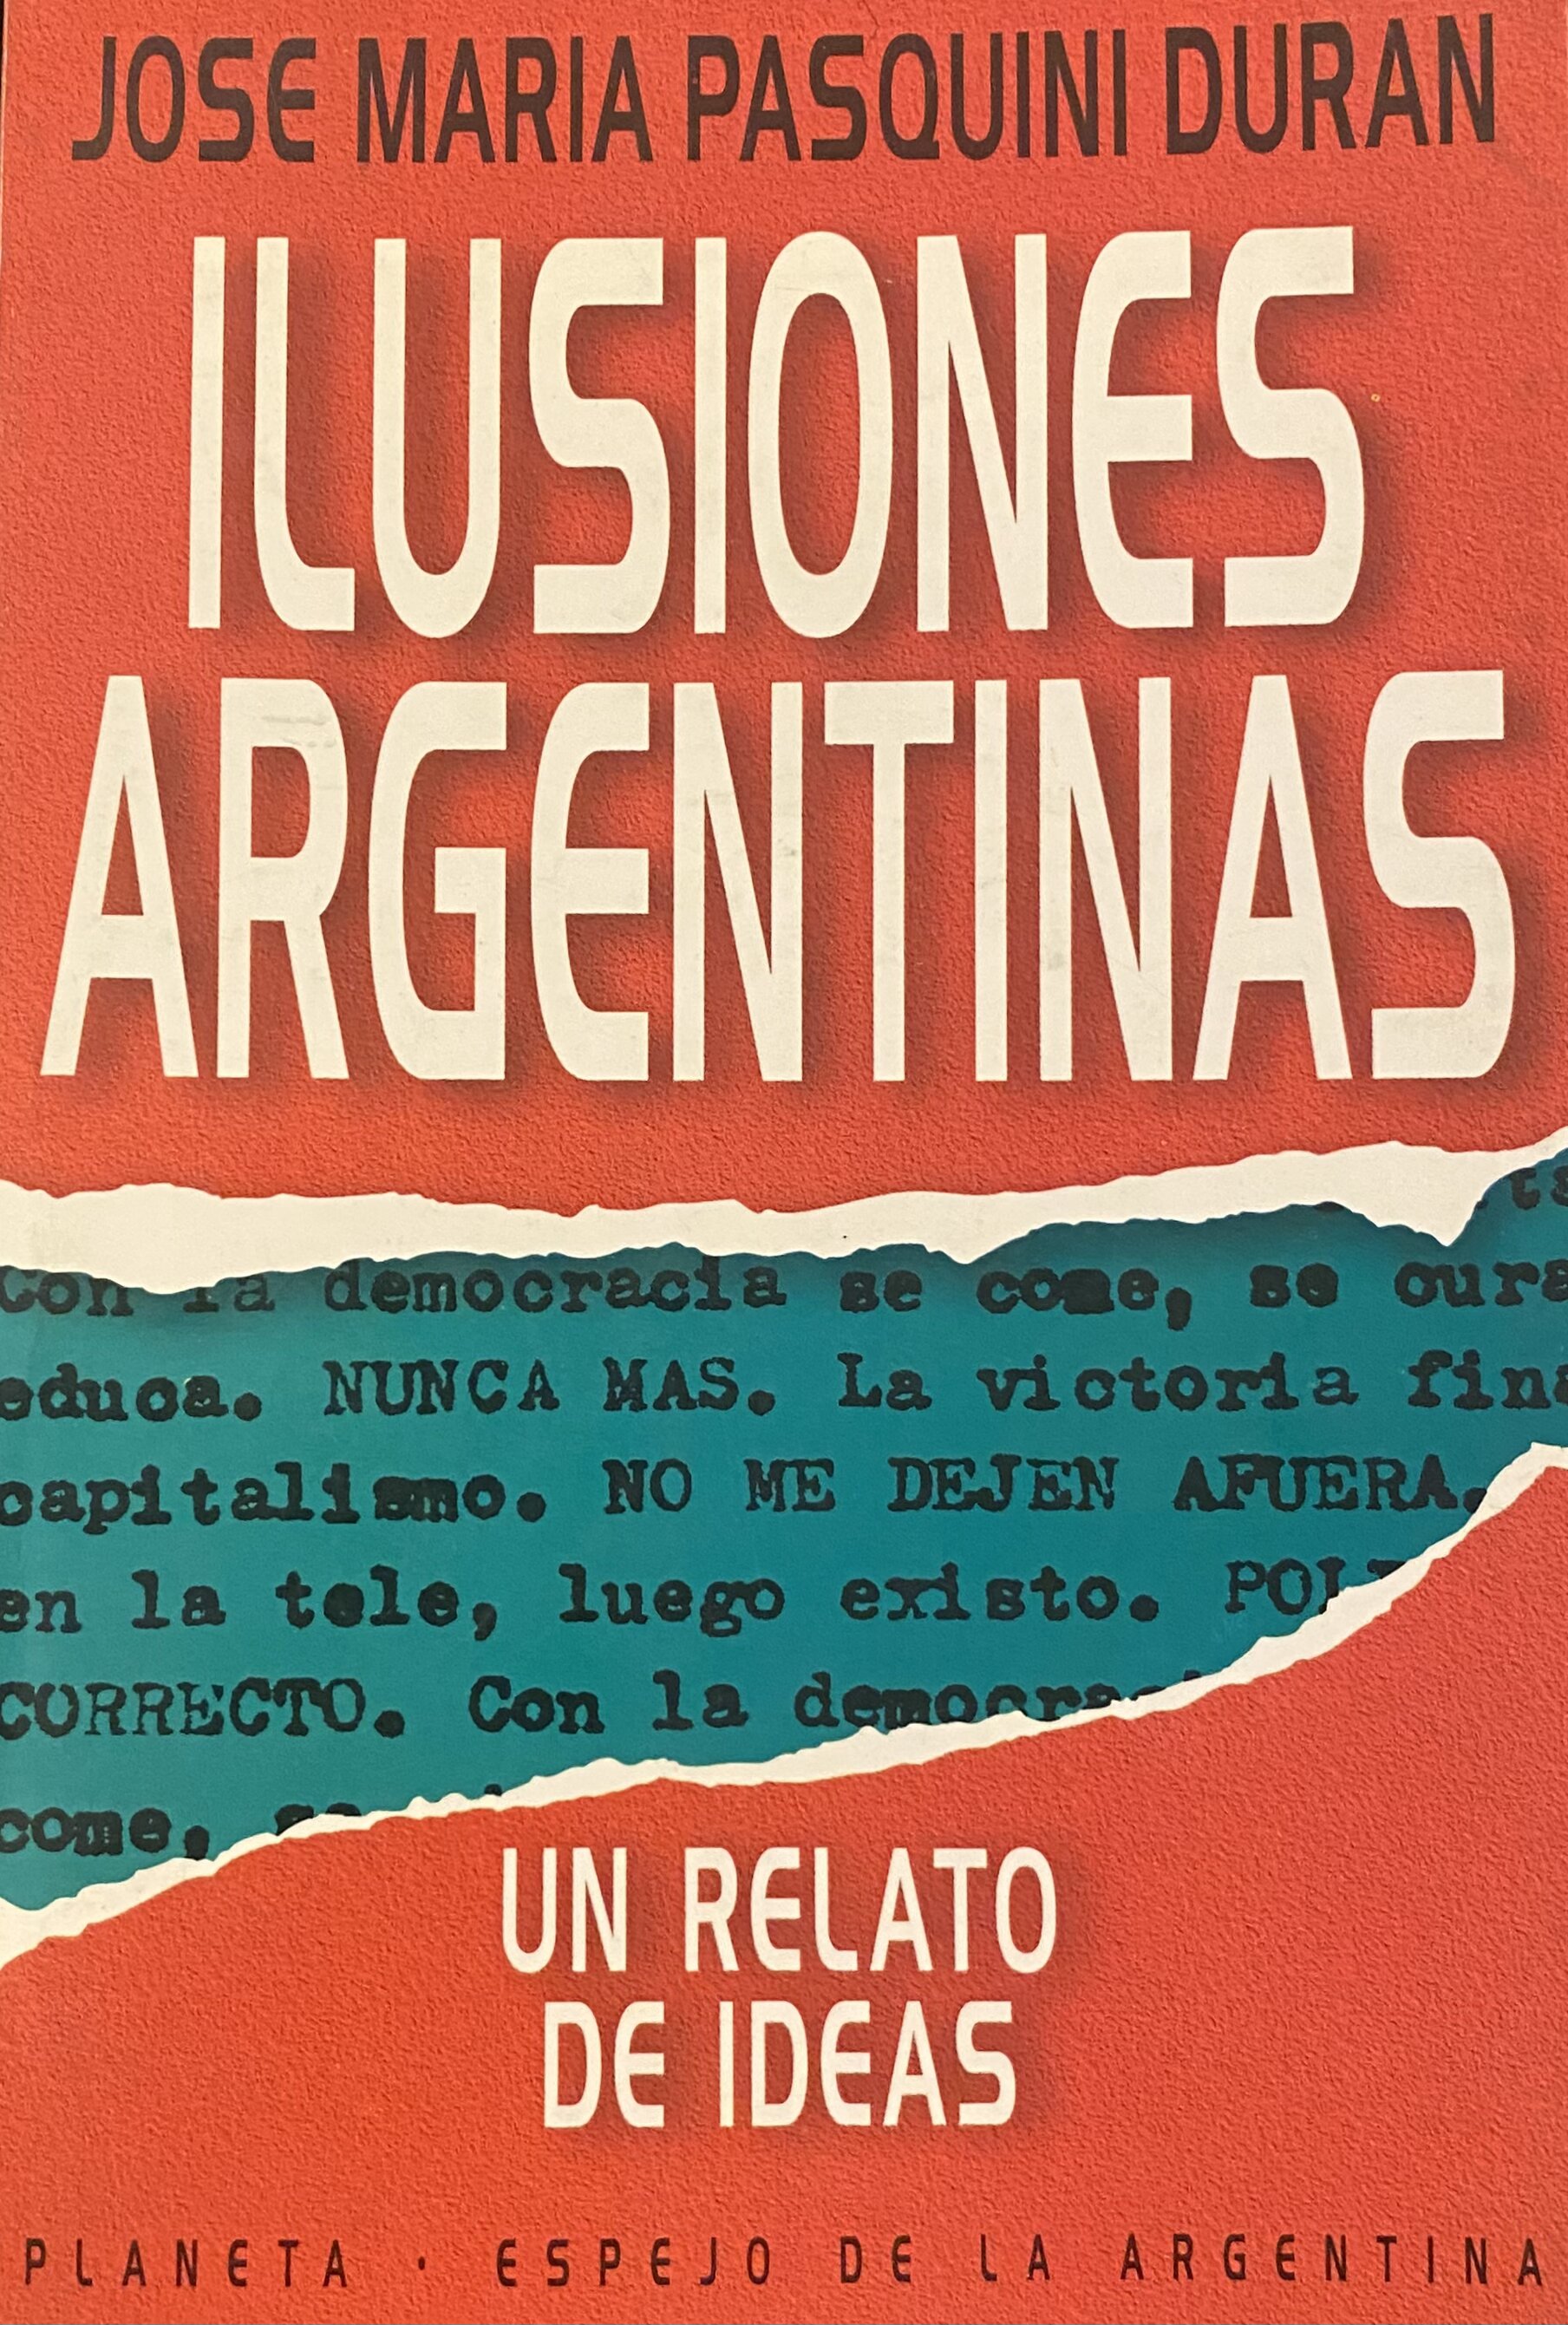 JOSE MARIA PASQUINI DURAN
ILUSIONES
ARGENTINAS
Con la democracia se come, se cura
educa. NUNCA MAS. La victoria fina
capitalismo. NO ME DEJEN AFUERA.
en la tele, luego existo.
CORRECTO. Con la
come, se
UN RELATO
DE IDEAS
PLANETA · ESPEJO DE LA ARGENTINA